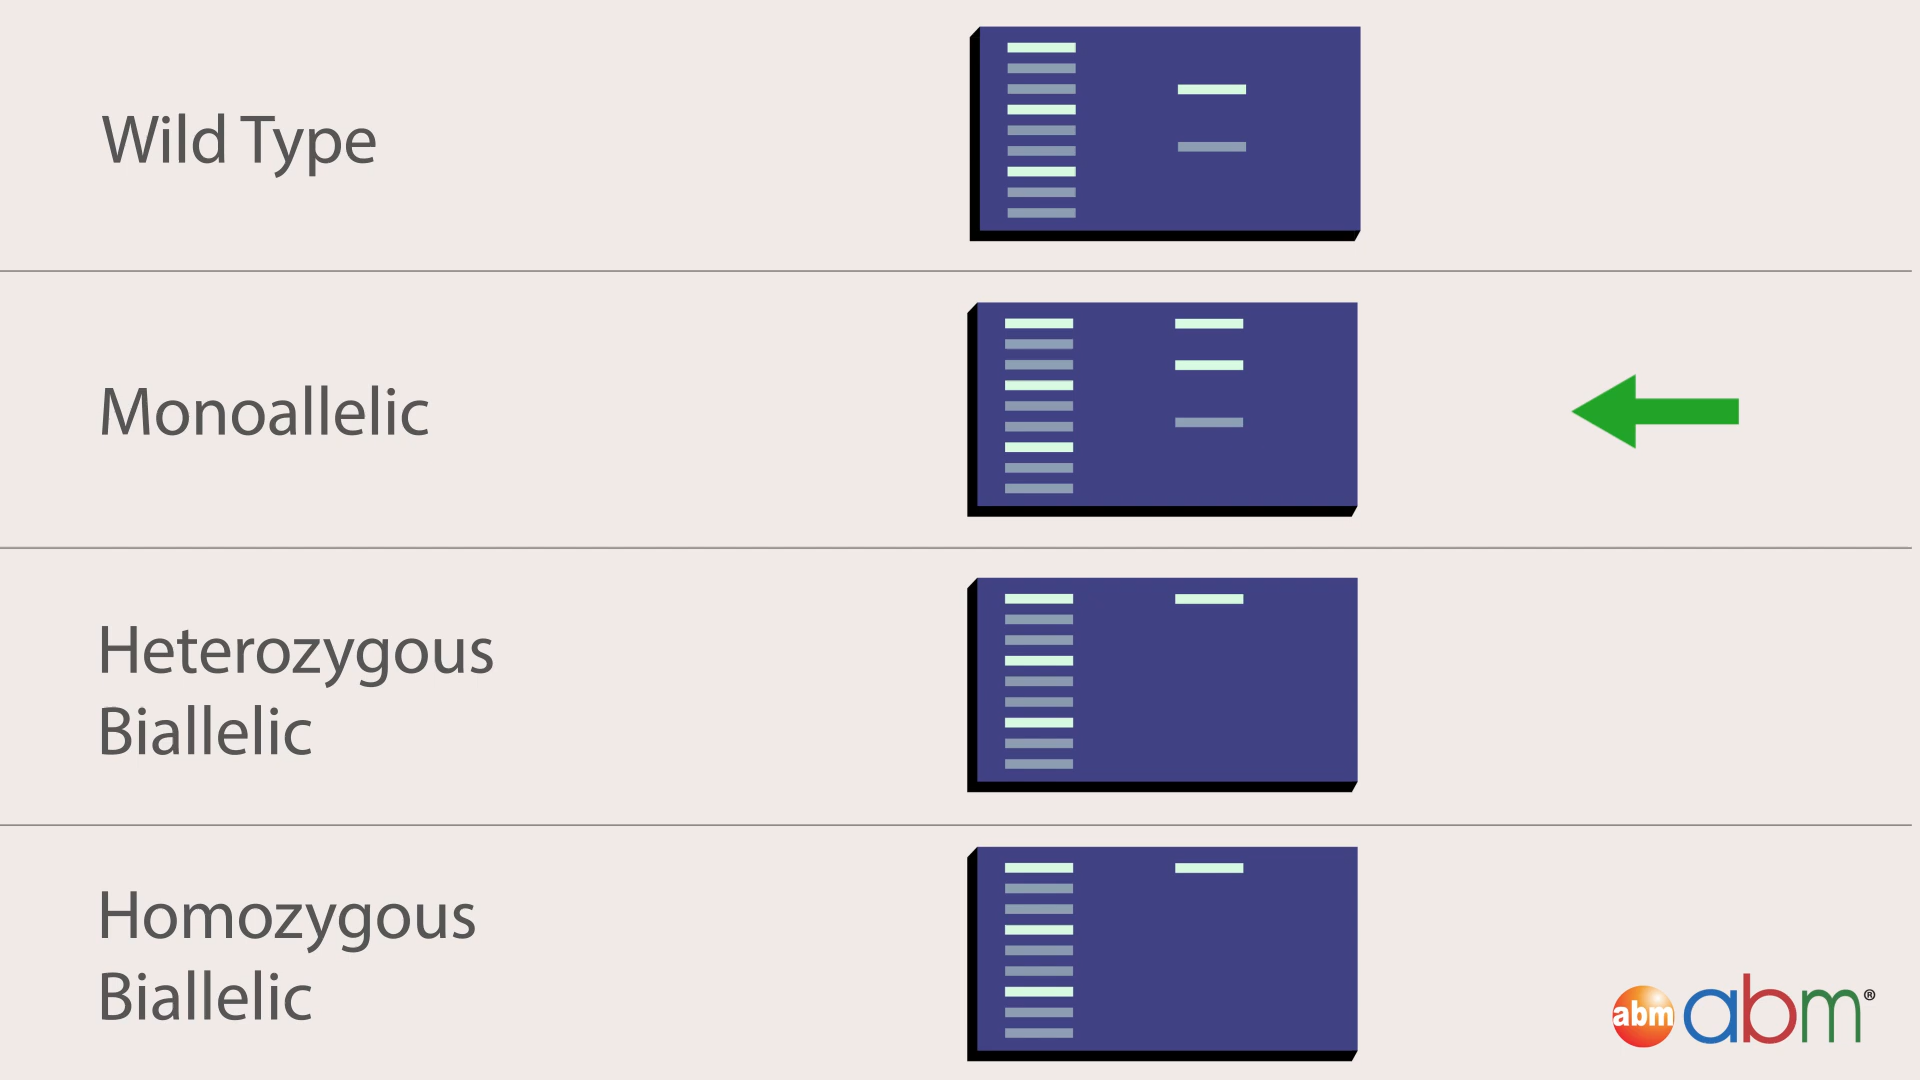 Wild Type
Monoallelic
Heterozygous
Biallelic
Homozygous
Biallelic
abm abm®